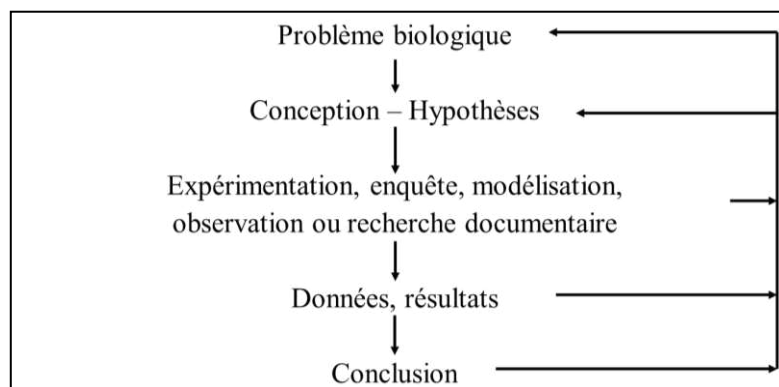 Problème biologique
Conception – Hypothèses
Expérimentation, enquête, modélisation,
observation ou recherche documentaire
Données, résultats
Conclusion